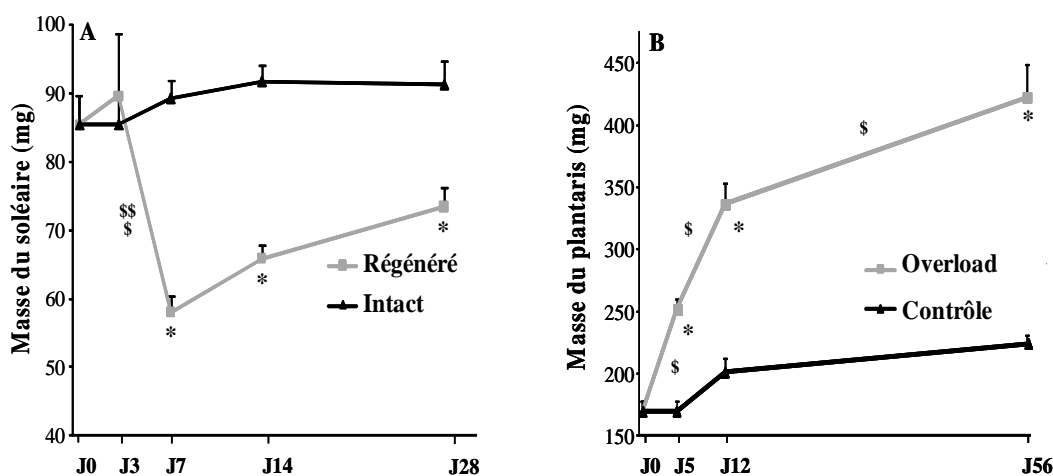 A
Masse du soléaire (mg)
100
90
80
70
60
50
40
$$
$
*
*
*
Régénéré
Intact
J0 J3 J7 J14 J28
B
Masse du plantaris (mg)
450
400
350
300
250
200
150
$
$
$
*
*
*
Overload
Contrôle
J0 J5 J12 J56